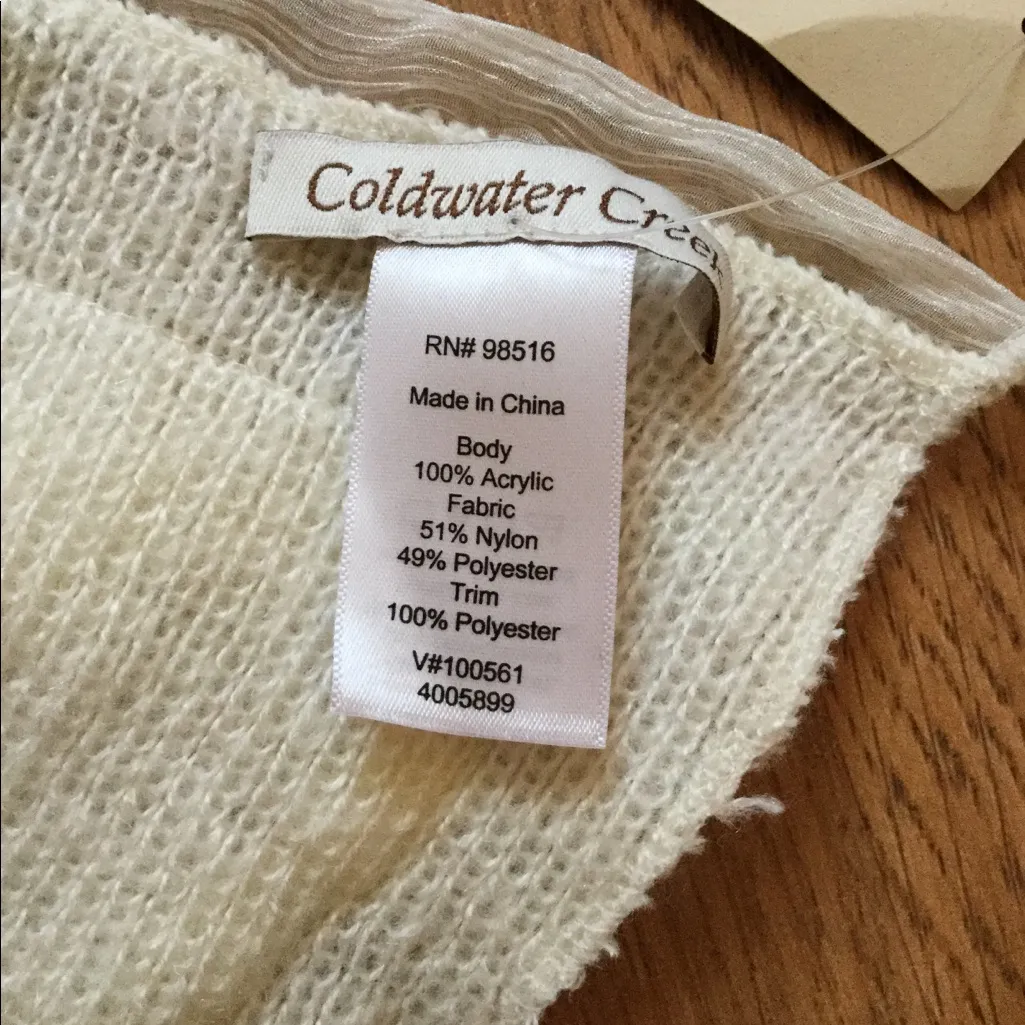 Coldwater Creek
RN# 98516
Made in China
Body
100% Acrylic
Fabric
51% Nylon
49% Polyester
Trim
100% Polyester
V#100561
4005899